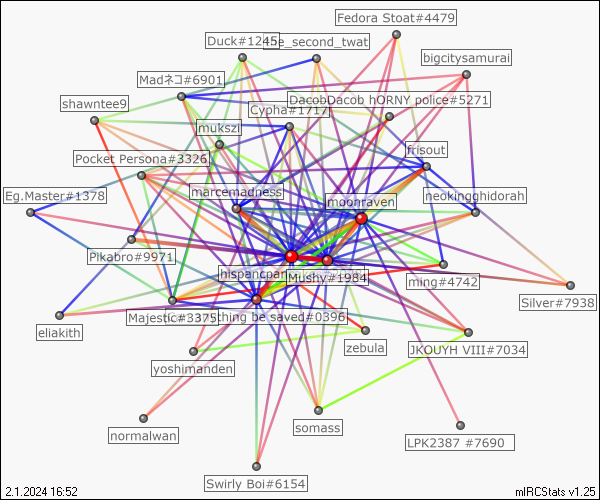 Fedora Stoat#4479
Duck#1245
e_second_twat
bigcitysamurai
Madネコ#6901
DacobDacob hORNY police#5271
shawntee9
Cypha#1717
mukszi
frisout
Pocket Persona#3326
Eg.Master#1378
marcemadness
neokingghidorah
moonraven
Pikabro#9971
hispancpan
Mushy#1984
ming#4742
Silver#7938
eliakith
Majestic#3375
thing be saved#0396
zebula
JKOUYH VIII#7034
yoshimanden
somass
normalwan
LPK2387 #7690
Swirly Boi#6154
2.1.2024 16:52
mIRCStats v1.25